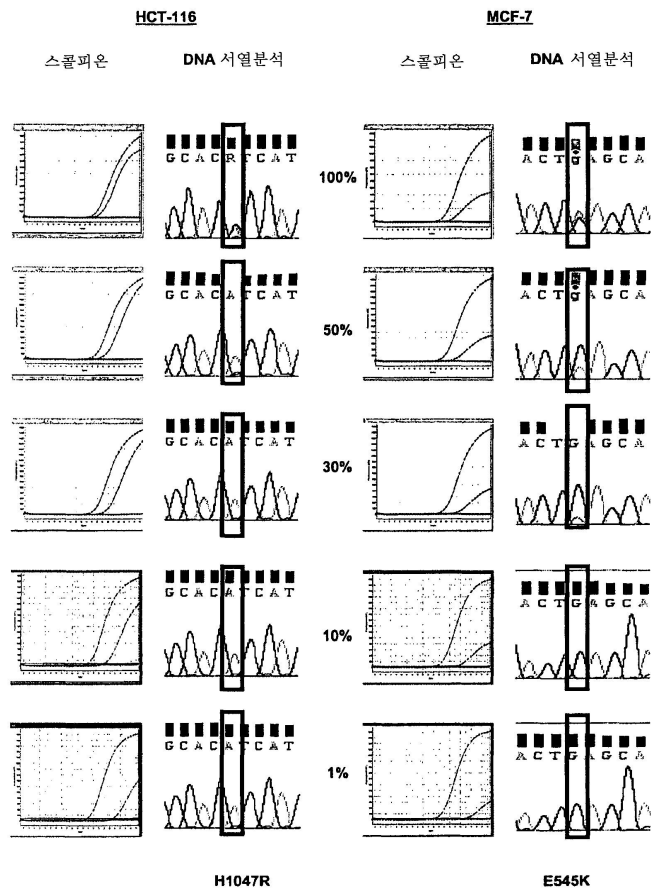 HCT-116
MCF-7
스콜피온
DNA 서열분석
스콜피온
DNA 서열분석
GCACRTCAT
100%
ACTgAGCA
GCACATCAT
50%
ACTgAGCA
GCACATCAT
30%
ACTGAGCA
GCACATCAT
10%
ACTGAGCA
GCACATCAT
1%
ACTGAGCA
H1047R
E545K